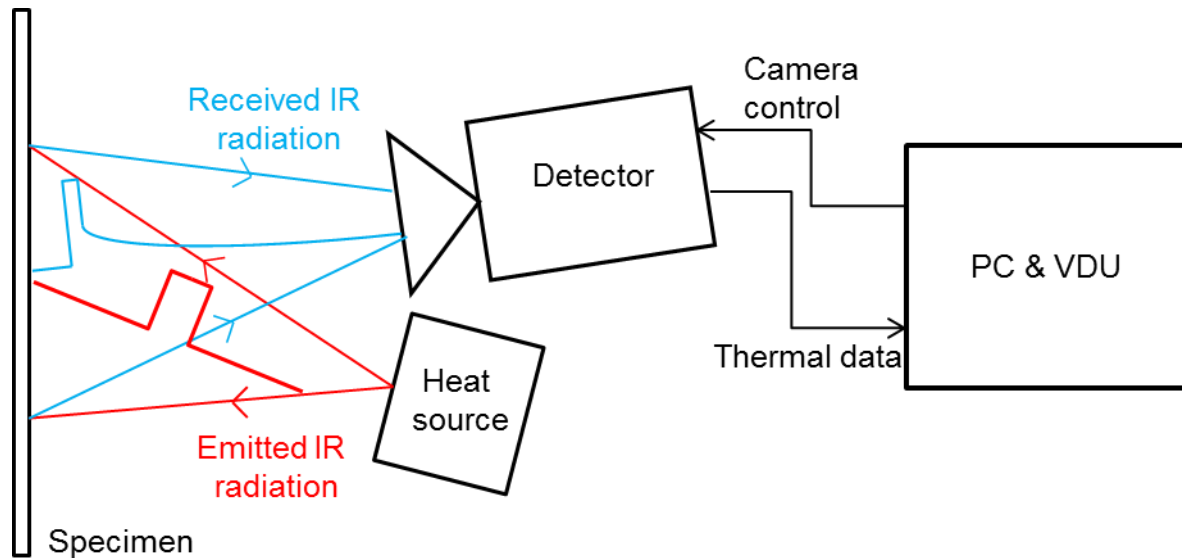 Camera
control
Received IR
radiation
Detector
PC & VDU
Thermal data
Heat
source
Emitted IR
radiation
Specimen